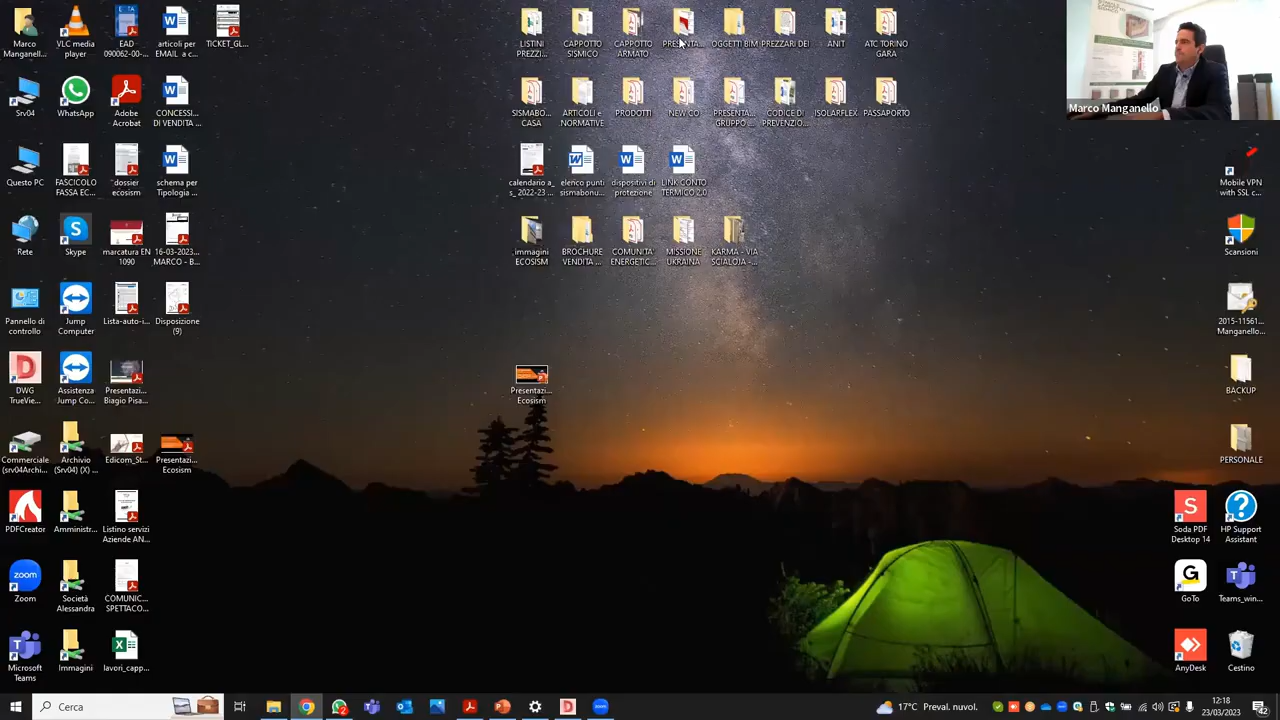 Marco
Manganell...
VLC media
player
EAD
090062-00-...
articoli per
EMAIL e ...
TICKET_GL...
LISTINI
PREZZI...
CAPPOTTO
SISMICO
CAPPOTTO
ARMATO
PRESENTA...
OGGETTI BIM
PREZZARI DEI
ANIT
ATC TORINO
GARA
Marco Manganello
Srv04
WhatsApp
Adobe
Acrobat
CONCESSI...
DI VENDITA ...
SISMABO...
CASA
ARTICOLI e
NORMATIVE
PRODOTTI
NEW CO
PRESENTA...
GRUPPO ...
CODICE DI
PREVENZIO...
ISOLARFLEX
PASSAPORTO
Questo PC
FASCICOLO
FASSA EC...
dossier
ecosism
schema per
Tipologia ...
calendario a_
s_ 2022-23 ...
elenco punti
sismabonu...
dispositivi di
protezione
LINK CONTO
TERMICO 2,0
Mobile VPN
with SSL c...
Rete
Skype
marcatura EN
1090
16-03-2023...
MARCO - B...
immagini
ECOSISM
BROCHURE
VENDITA ...
COMUNITA'
ENERGETIC...
MISSIONE
UKRAINA
KARMA - VIA
SCIALOJA -...
Scansioni
Pannello di
controllo
Jump
Computer
Lista-auto-i...
Disposizione
(9)
2015-11561...
Manganello...
DWG
TrueVie...
Assistenza
Jump Co...
Presentazi...
Biagio Pisa...
Presentazi...
Ecosism
BACKUP
Commerciale
(srv04Archi...
Archivio
(Srv04) (X)
Edicom_St...
Presentazi...
Ecosism
PERSONALE
PDFCreator
Amministr...
Listino servizi
Aziende AN...
Soda PDF
Desktop 14
HP Support
Assistant
zoom
Zoom
Società
Alessandra
COMUNIC...
SPETTACO...
GoTo
Teams_win...
Microsoft
Teams
Immagini
lavori_capp...
AnyDesk
Cestino
Cerca
17°C Preval. nuvol.
12:18
23/03/2023